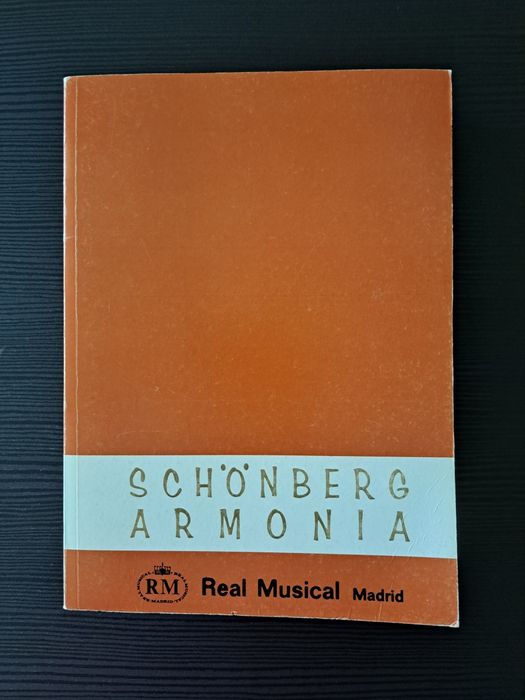 SCHÖNBERG
ARMONIA
RM
Real Musical Madrid